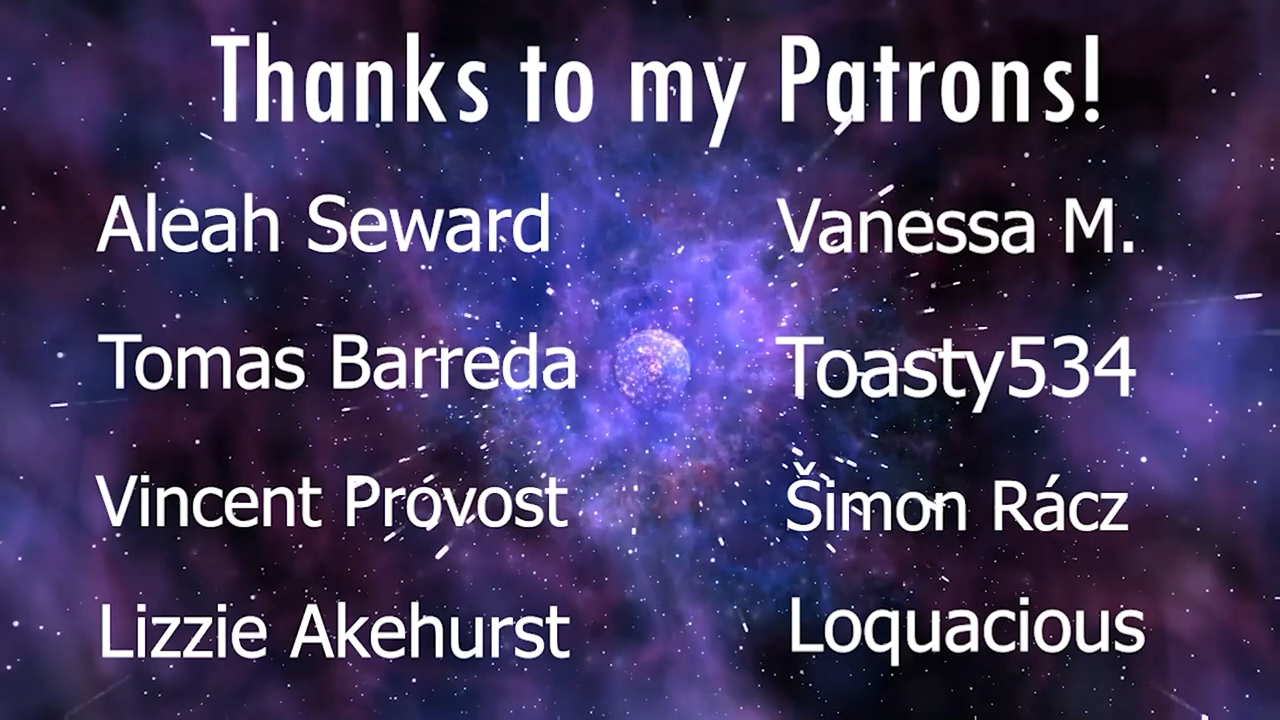 Thanks to my Patrons!
Aleah Seward
Vanessa M.
Tomas Barreda
Toasty534
Vincent Provost
Šimon Rácz
Lizzie Akehurst
Loquacious